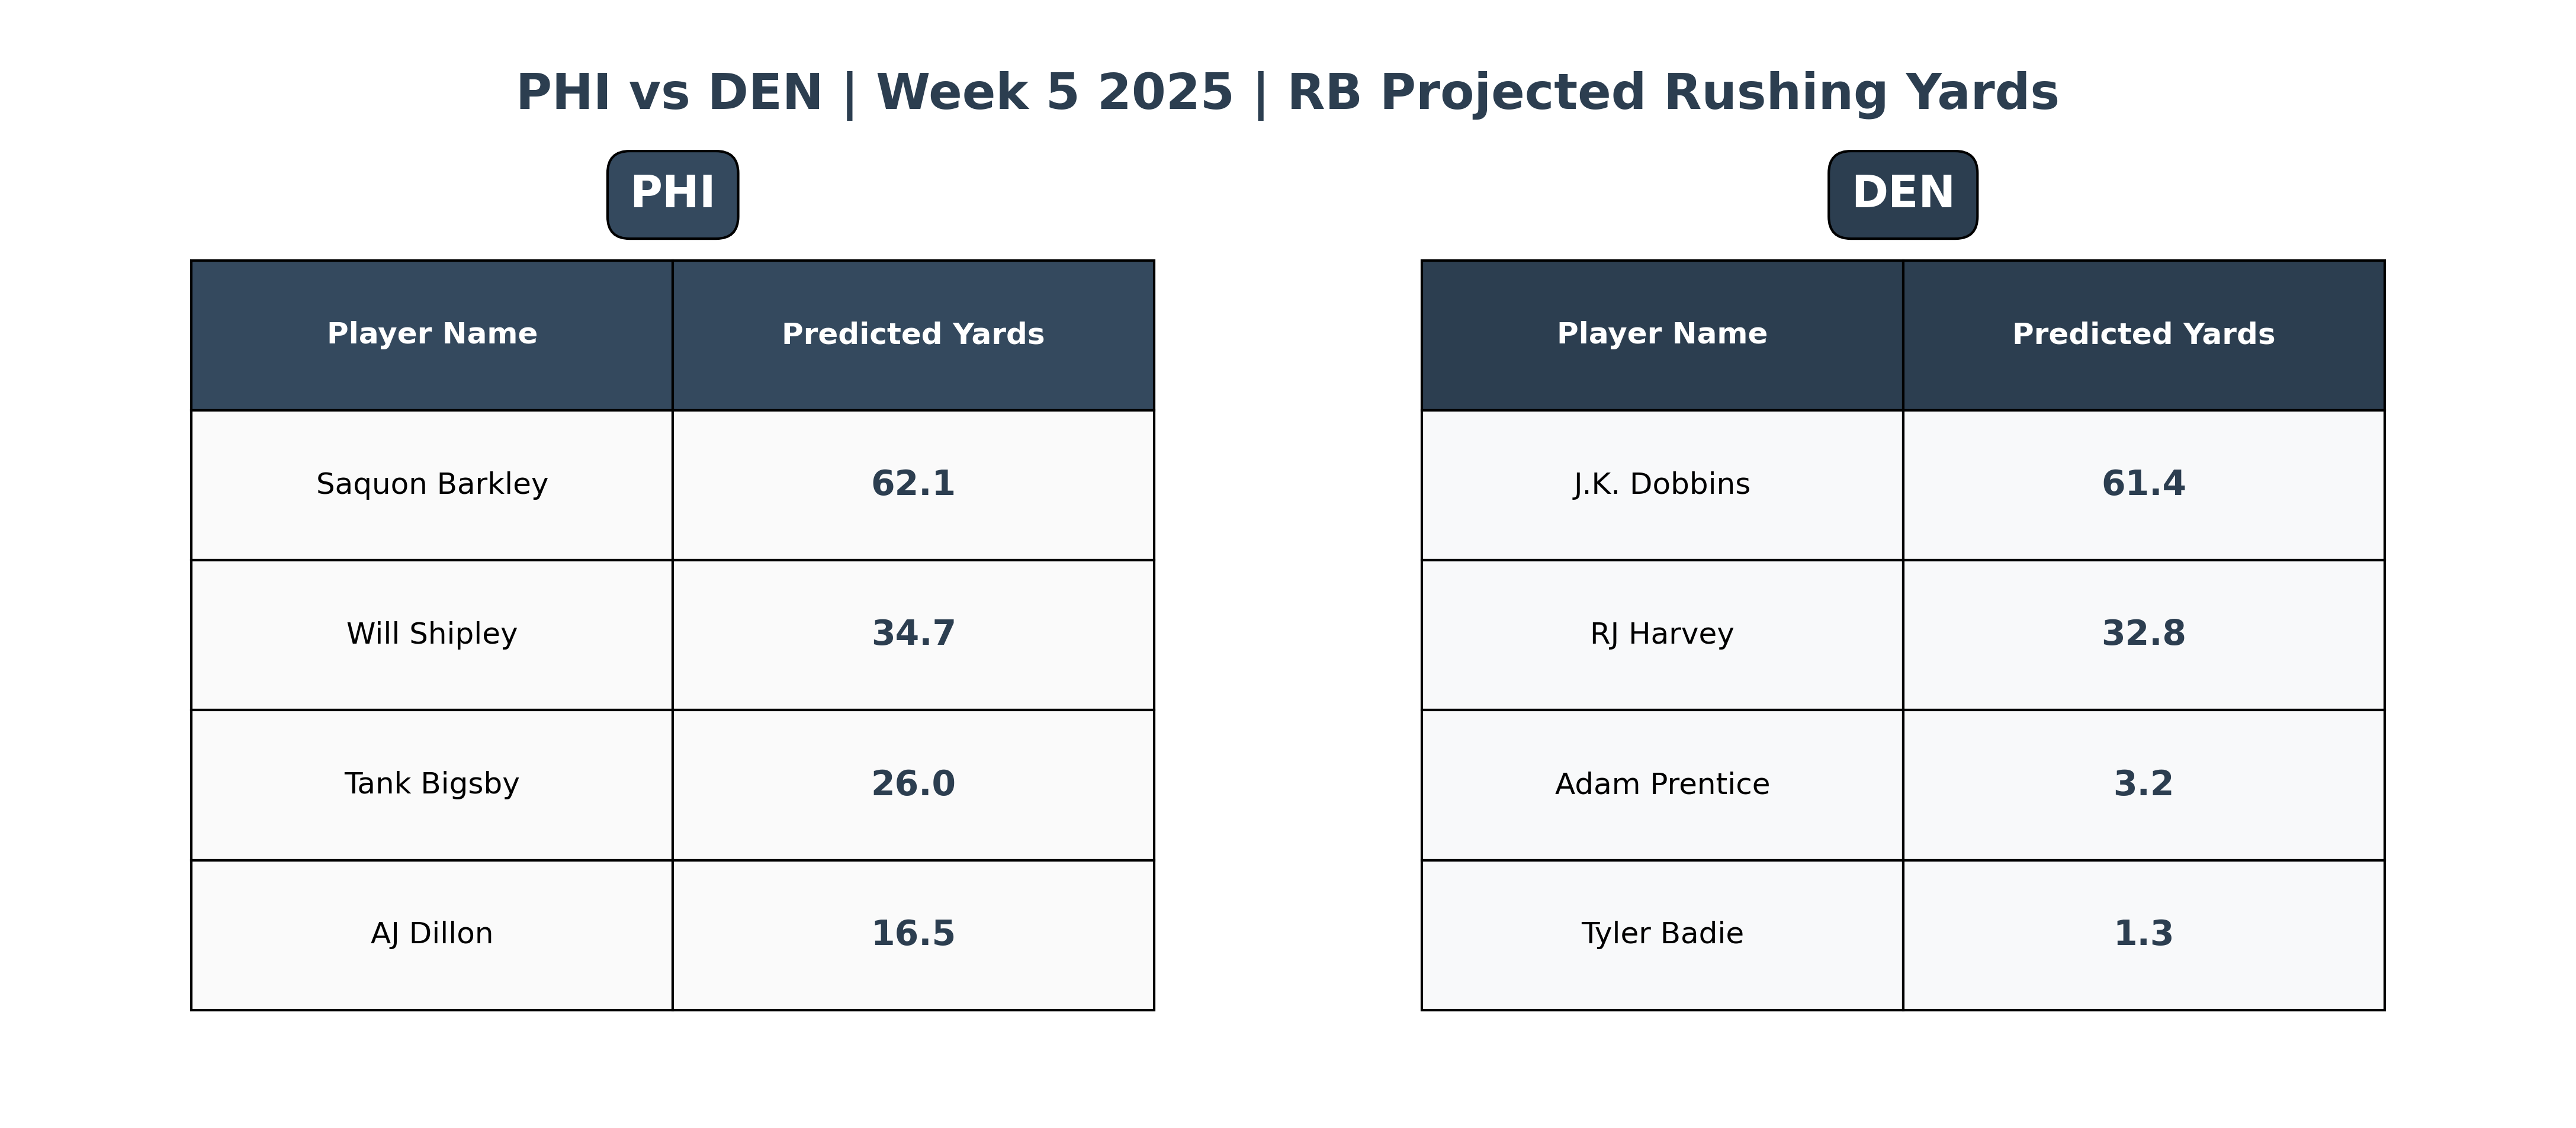 PHI vs DEN | Week 5 2025 | RB Projected Rushing Yards
PHI
Player Name Predicted Yards
Saquon Barkley 62.1
Will Shipley 34.7
Tank Bigsby 26.0
AJ Dillon 16.5
DEN
Player Name Predicted Yards
J.K. Dobbins 61.4
RJ Harvey 32.8
Adam Prentice 3.2
Tyler Badie 1.3